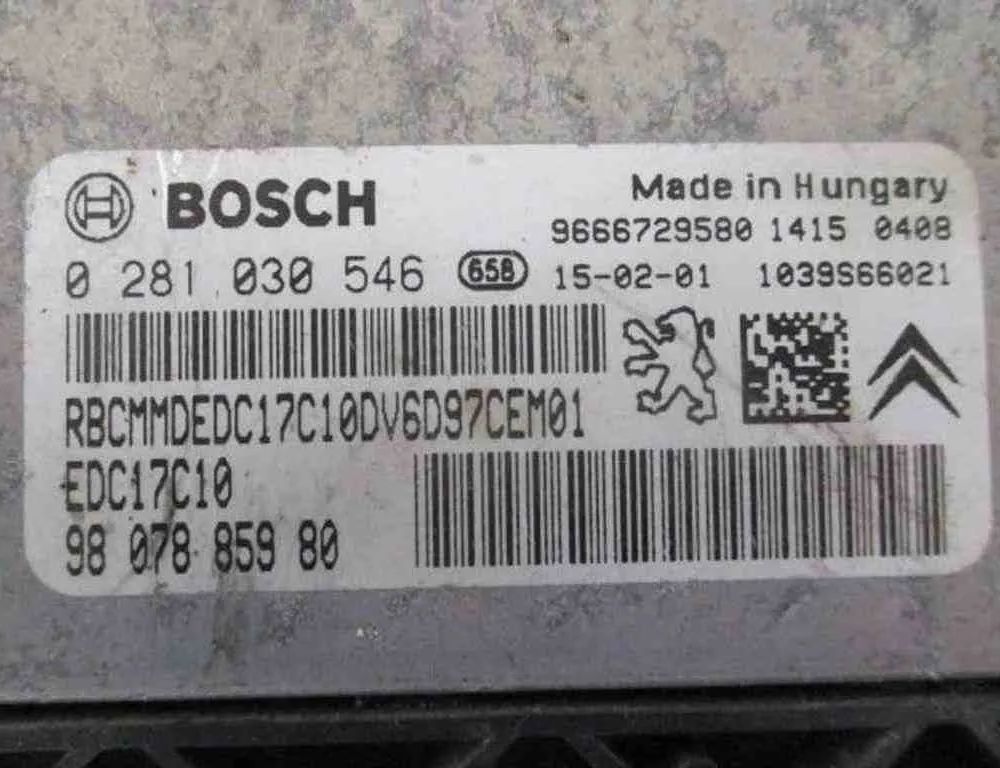 BOSCH
Made in Hungary
9666729580 1415 0408
0 281 030 546 658 15-02-01 1039S66021
RBCMMDEDC17C10DV6D97CEM01
EDC17C10
98 078 859 80